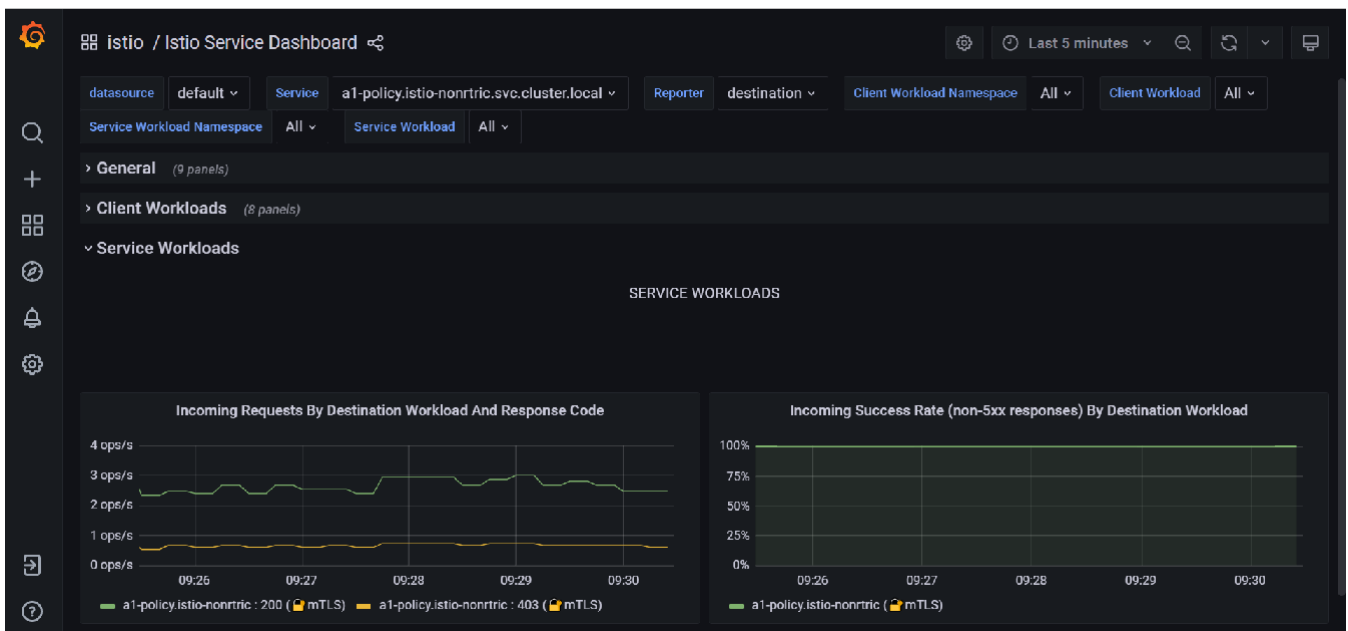 istio / Istio Service Dashboard
Last 5 minutes
datasource default Service a1-policy.istio-nonrtric.svc.cluster.local Reporter destination Client Workload Namespace All Client Workload All
Service Workload Namespace All Service Workload All
General (9 panels)
Client Workloads (8 panels)
Service Workloads
SERVICE WORKLOADS
Incoming Requests By Destination Workload And Response Code
4 ops/s
3 ops/s
2 ops/s
1 ops/s
0 ops/s
09:26 09:27 09:28 09:29 09:30
a1-policy.istio-nonrtric : 200 (🔐mTLS) a1-policy.istio-nonrtric : 403 (🔐mTLS)
Incoming Success Rate (non-5xx responses) By Destination Workload
100%
75%
50%
25%
0%
09:26 09:27 09:28 09:29 09:30
a1-policy.istio-nonrtric (🔐mTLS)